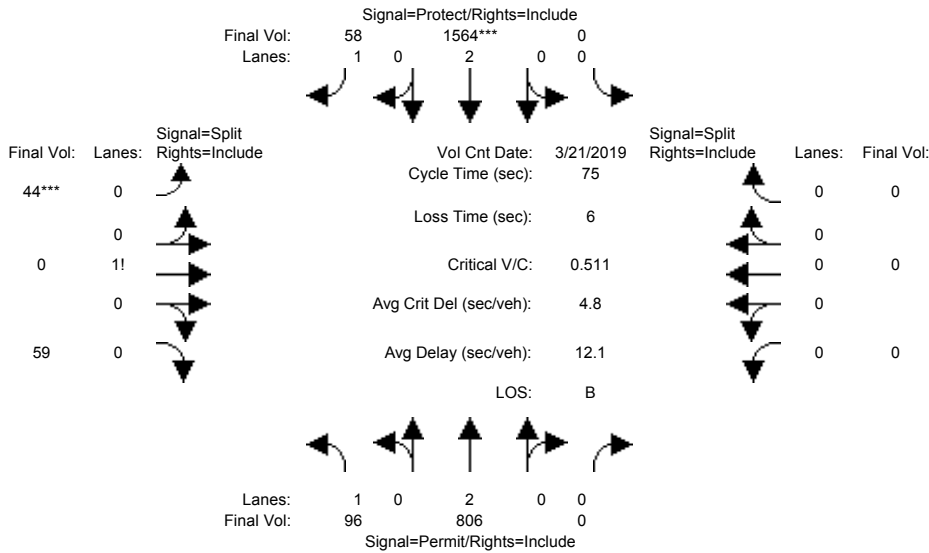 Signal=Protect/Rights=Include
Final Vol: 58 1564*** 0
Lanes: 1 0 2 0 0
Signal=Split Signal=Split
Final Vol: Lanes: Rights=Include Vol Cnt Date: 3/21/2019 Rights=Include Lanes: Final Vol:
Cycle Time (sec): 75
44*** 0 0 0
Loss Time (sec): 6
0 0
0 1! Critical V/C: 0.511 0 0
0 Avg Crit Del (sec/veh): 4.8 0
59 0 Avg Delay (sec/veh): 12.1 0 0
LOS: B
Lanes: 1 0 2 0 0
Final Vol: 96 806 0
Signal=Permit/Rights=Include